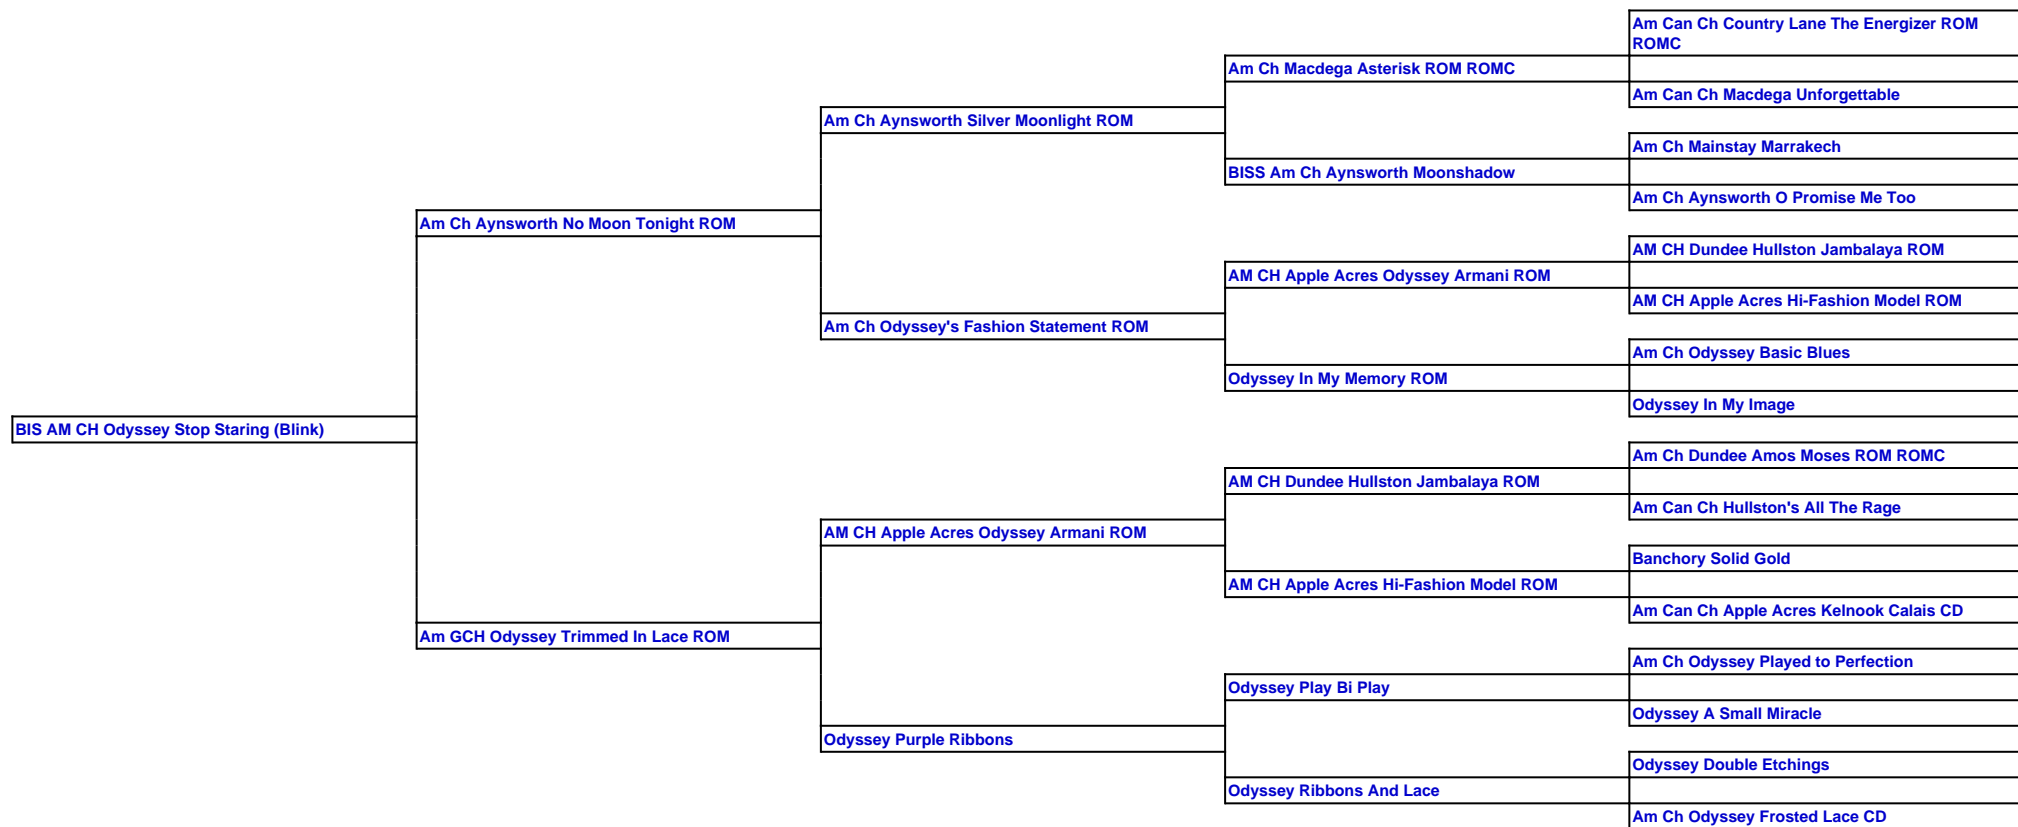 Am Can Ch Country Lane The Energizer ROM
ROMC
Am Ch Macdega Asterisk ROM ROMC
Am Can Ch Macdega Unforgettable
Am Ch Aynsworth Silver Moonlight ROM
Am Ch Mainstay Marrakech
BISS Am Ch Aynsworth Moonshadow
Am Ch Aynsworth O Promise Me Too
Am Ch Aynsworth No Moon Tonight ROM
AM CH Dundee Hullston Jambalaya ROM
AM CH Apple Acres Odyssey Armani ROM
AM CH Apple Acres Hi-Fashion Model ROM
Am Ch Odyssey's Fashion Statement ROM
Am Ch Odyssey Basic Blues
Odyssey In My Memory ROM
Odyssey In My Image
BIS AM CH Odyssey Stop Staring (Blink)
Am Ch Dundee Amos Moses ROM ROMC
AM CH Dundee Hullston Jambalaya ROM
Am Can Ch Hullston's All The Rage
AM CH Apple Acres Odyssey Armani ROM
Banchory Solid Gold
AM CH Apple Acres Hi-Fashion Model ROM
Am Can Ch Apple Acres Kelnook Calais CD
Am GCH Odyssey Trimmed In Lace ROM
Am Ch Odyssey Played to Perfection
Odyssey Play Bi Play
Odyssey A Small Miracle
Odyssey Purple Ribbons
Odyssey Double Etchings
Odyssey Ribbons And Lace
Am Ch Odyssey Frosted Lace CD